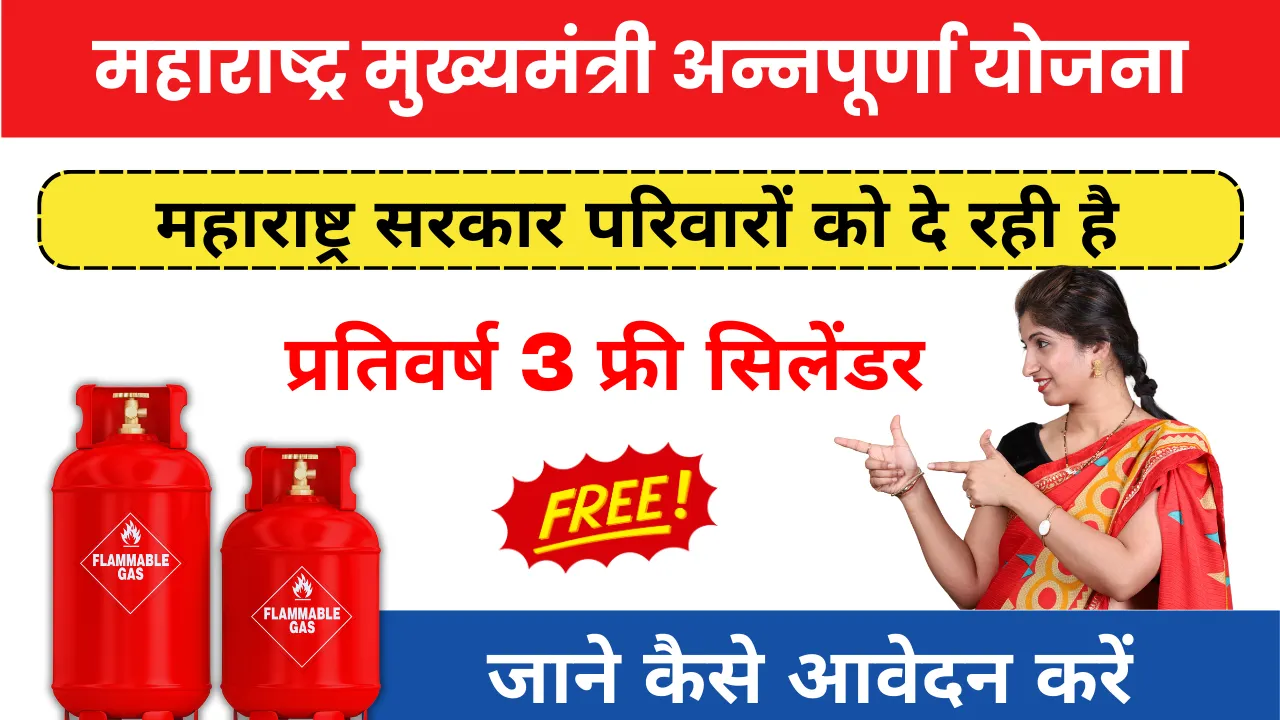 महाराष्ट्र मुख्यमंत्री अन्नपूर्णा योजना
महाराष्ट्र सरकार परिवारों को दे रही है
प्रतिवर्ष 3 फ्री सिलेंडर
FREE!
FLAMMABLE
GAS
FLAMMABLE
GAS
जाने कैसे आवेदन करें